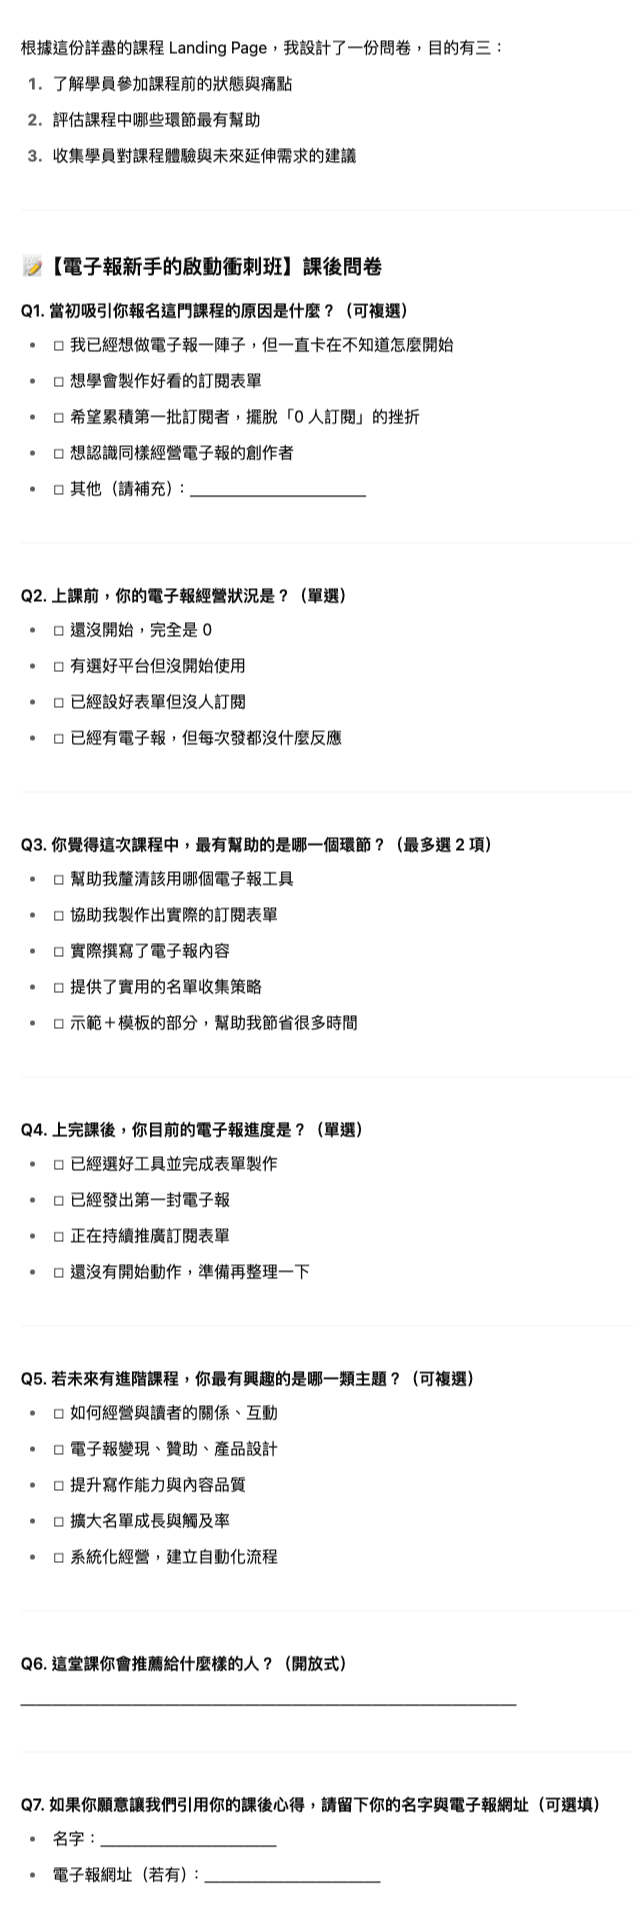 根據這份詳盡的課程 Landing Page，我設計了一份問卷，目的有三：
1. 了解學員參加課程前的狀態與痛點
2. 評估課程中哪些環節最有幫助
3. 收集學員對課程體驗與未來延伸需求的建議
📝【電子報新手的啟動衝刺班】課後問卷
Q1. 當初吸引你報名這門課程的原因是什麼？（可複選）
• □ 我已經想做電子報一陣子，但一直卡在不知道怎麼開始
• □ 想學會製作好看的訂閱表單
• □ 希望累積第一批訂閱者，擺脫「0 人訂閱」的挫折
• □ 想認識同樣經營電子報的創作者
• □ 其他（請補充）：______________________
Q2. 上課前，你的電子報經營狀況是？（單選）
• □ 還沒開始，完全是 0
• □ 有選好平台但沒開始使用
• □ 已經設好表單但沒人訂閱
• □ 已經有電子報，但每次發都沒什麼反應
Q3. 你覺得這次課程中，最有幫助的是哪一個環節？（最多選 2 項）
• □ 幫助我釐清該用哪個電子報工具
• □ 協助我製作出實際的訂閱表單
• □ 實際撰寫了電子報內容
• □ 提供了實用的名單收集策略
• □ 示範＋模板的部分，幫助我節省很多時間
Q4. 上完課後，你目前的電子報進度是？（單選）
• □ 已經選好工具並完成表單製作
• □ 已經發出第一封電子報
• □ 正在持續推廣訂閱表單
• □ 還沒有開始動作，準備再整理一下
Q5. 若未來有進階課程，你最有興趣的是哪一類主題？（可複選）
• □ 如何經營與讀者的關係、互動
• □ 電子報變現、贊助、產品設計
• □ 提升寫作能力與內容品質
• □ 擴大名單成長與觸及率
• □ 系統化經營，建立自動化流程
Q6. 這堂課你會推薦給什麼樣的人？（開放式）
______________________________________________________________
Q7. 如果你願意讓我們引用你的課後心得，請留下你的名字與電子報網址（可選填）
• 名字：______________________
• 電子報網址（若有）：______________________